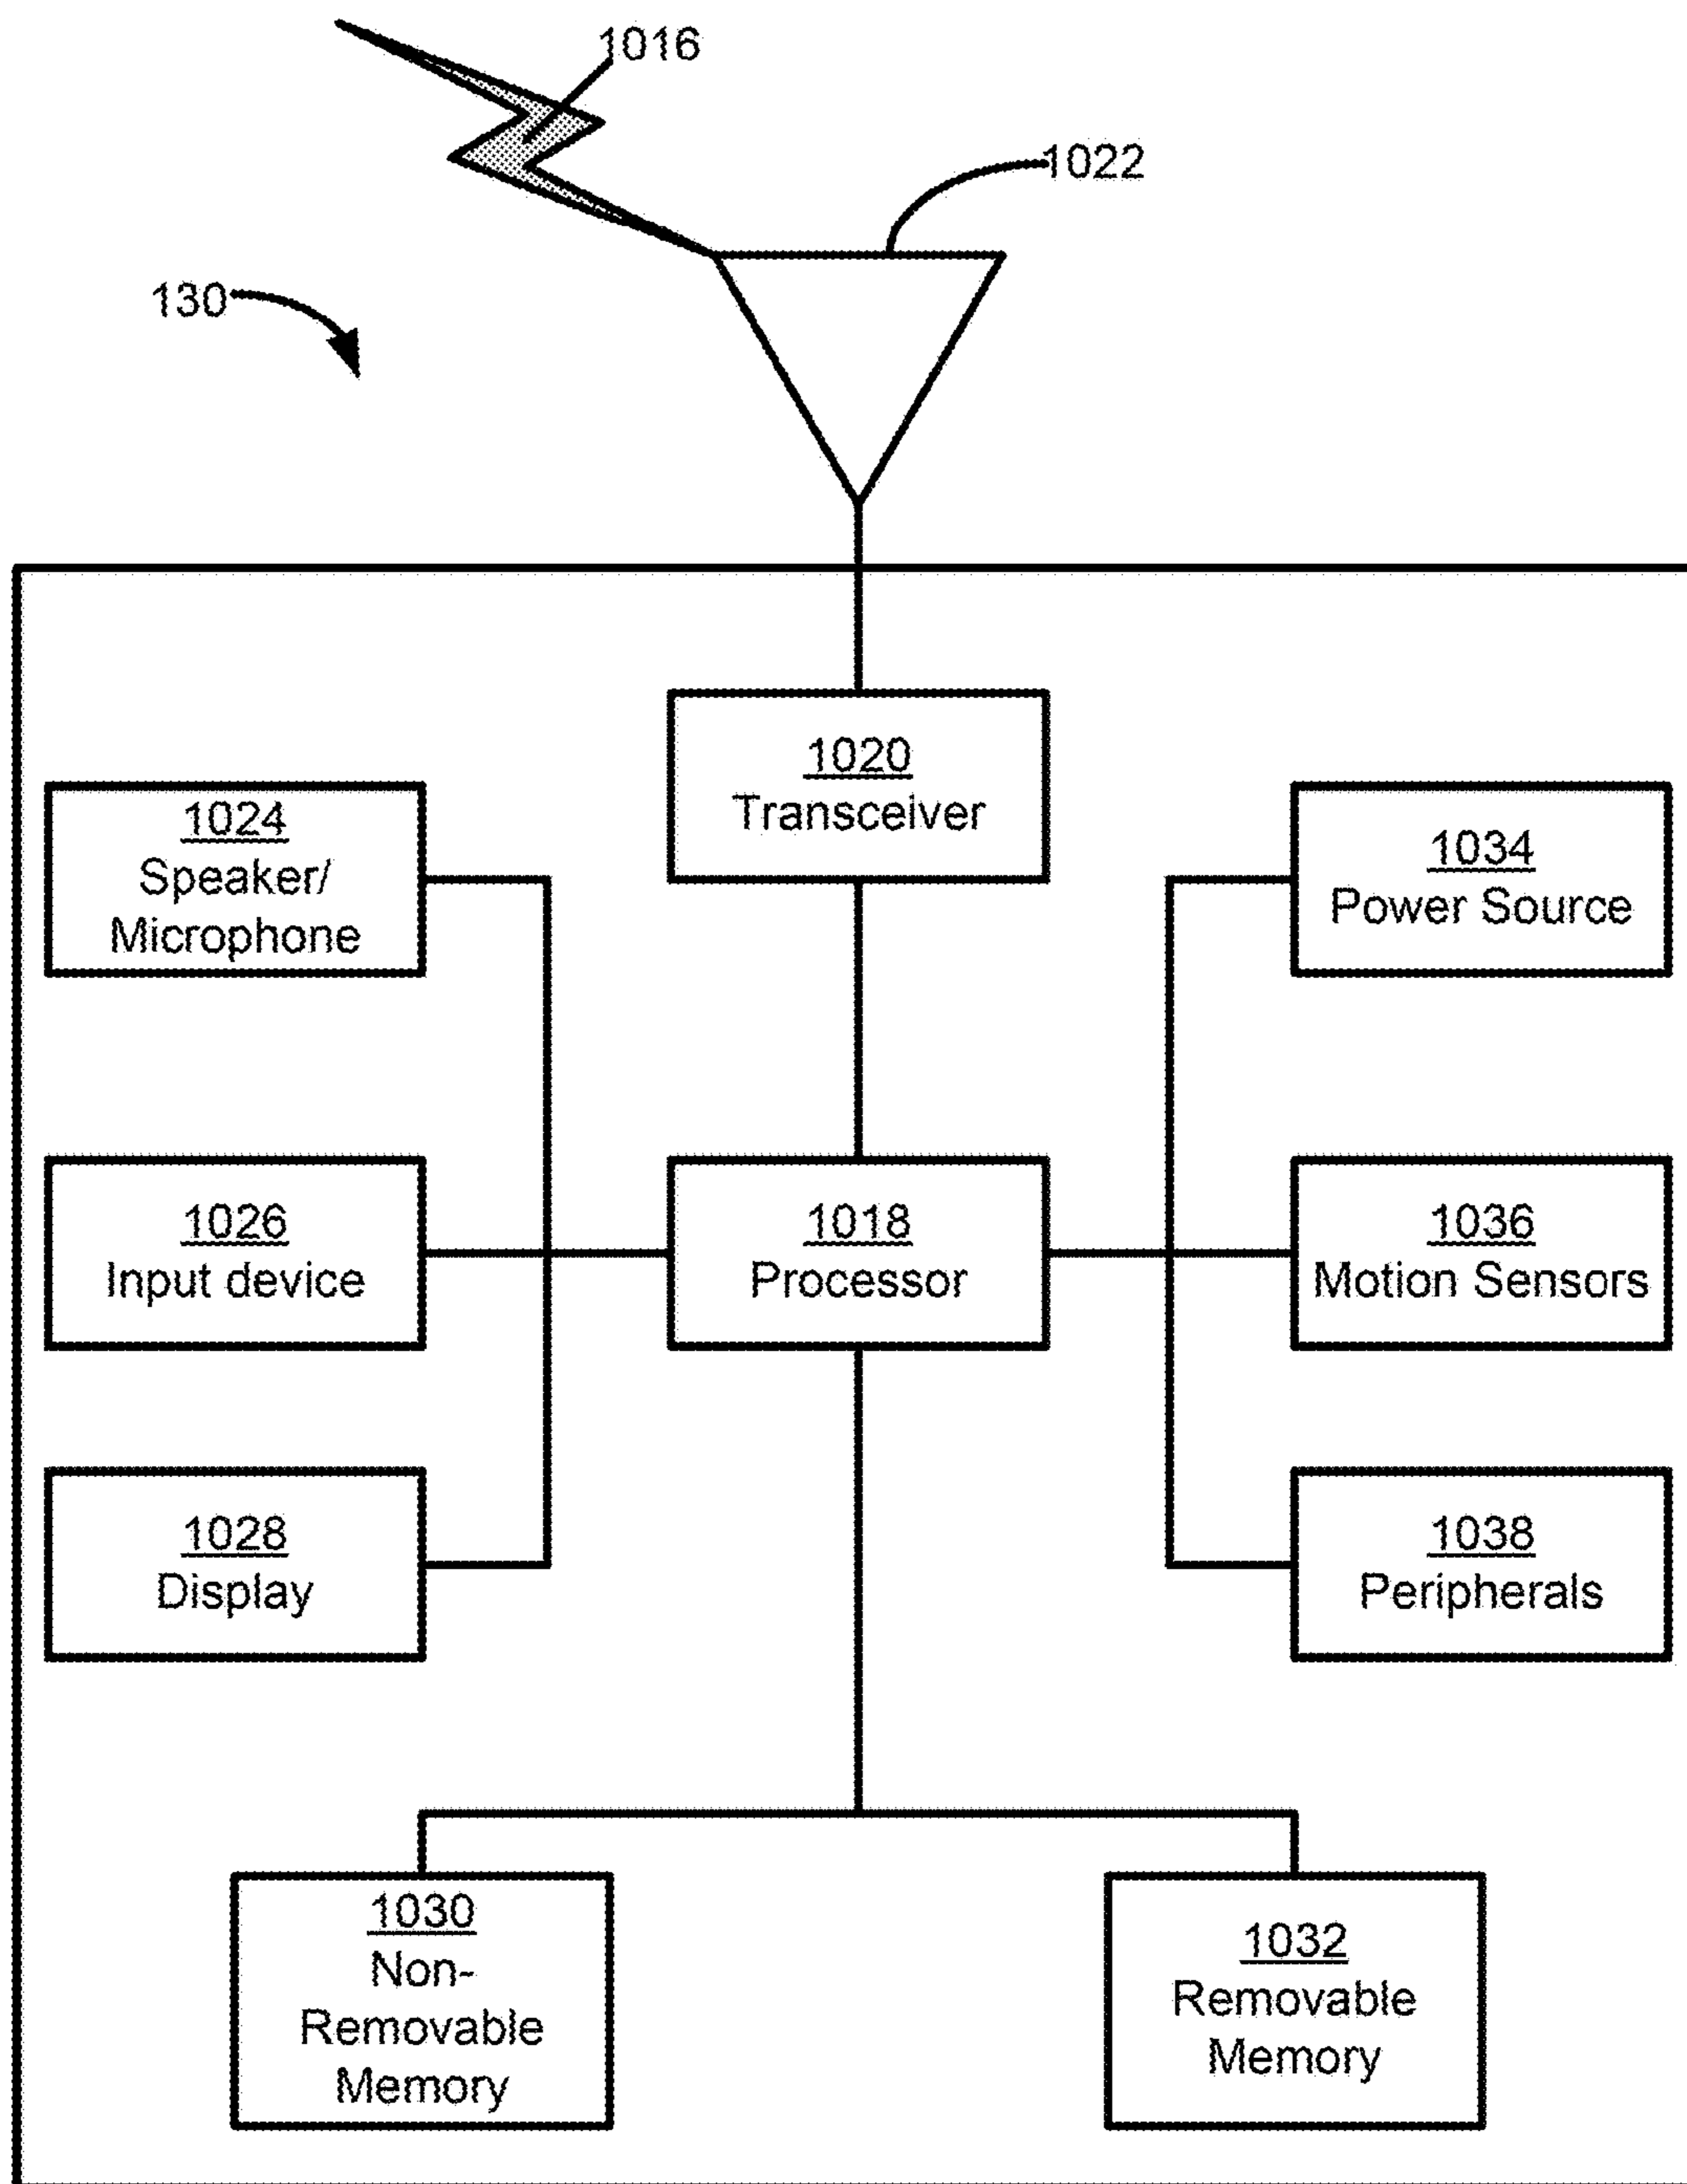 1016
1022
130
1020
Transceiver
1024
Speaker/
Microphone
1034
Power Source
1026
Input device
1018
Processor
1036
Motion Sensors
1028
Display
1038
Peripherals
1030
Non-
Removable
Memory
1032
Removable
Memory